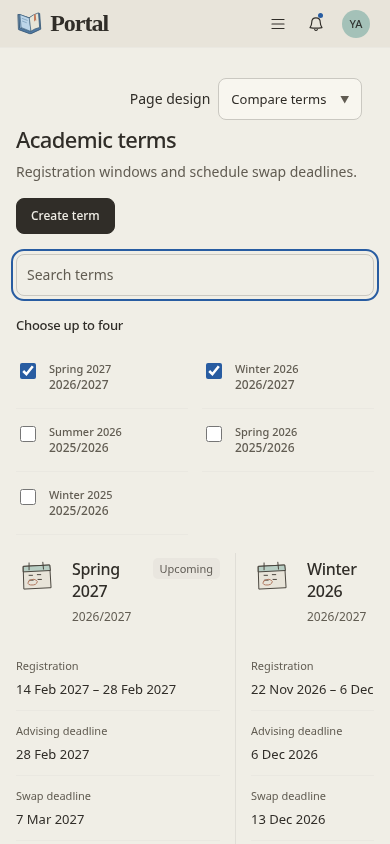 Portal
YA
Page design
Compare terms
Academic terms
Registration windows and schedule swap deadlines.
Create term
Search terms
Choose up to four
Spring 2027
2026/2027
Winter 2026
2026/2027
Summer 2026
2025/2026
Spring 2026
2025/2026
Winter 2025
2025/2026
Spring
2027
Upcoming
2026/2027
Registration
14 Feb 2027 – 28 Feb 2027
Advising deadline
28 Feb 2027
Swap deadline
7 Mar 2027
Winter
2026
2026/2027
Registration
22 Nov 2026 – 6 Dec
Advising deadline
6 Dec 2026
Swap deadline
13 Dec 2026